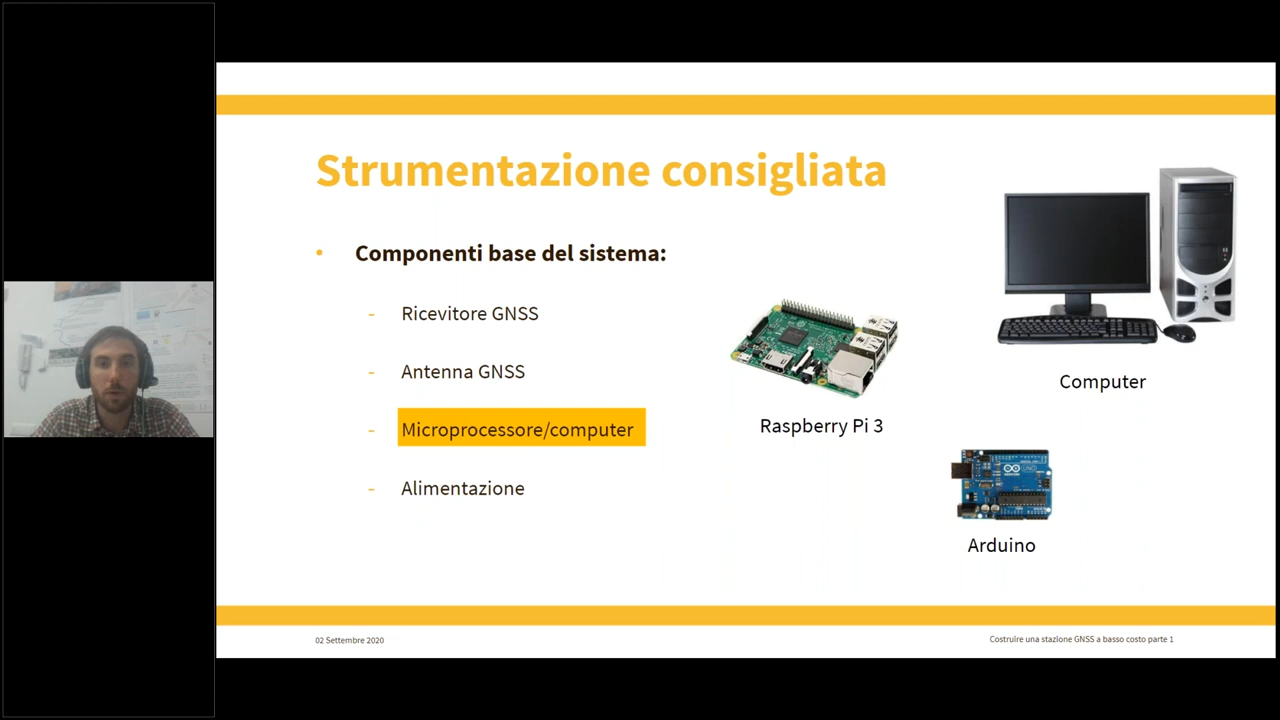 Strumentazione consigliata
• Componenti base del sistema:
- Ricevitore GNSS
- Antenna GNSS
- Microprocessore/computer
- Alimentazione
Computer
Raspberry Pi 3
Arduino
02 Settembre 2020
Costruire una stazione GNSS a basso costo parte 1